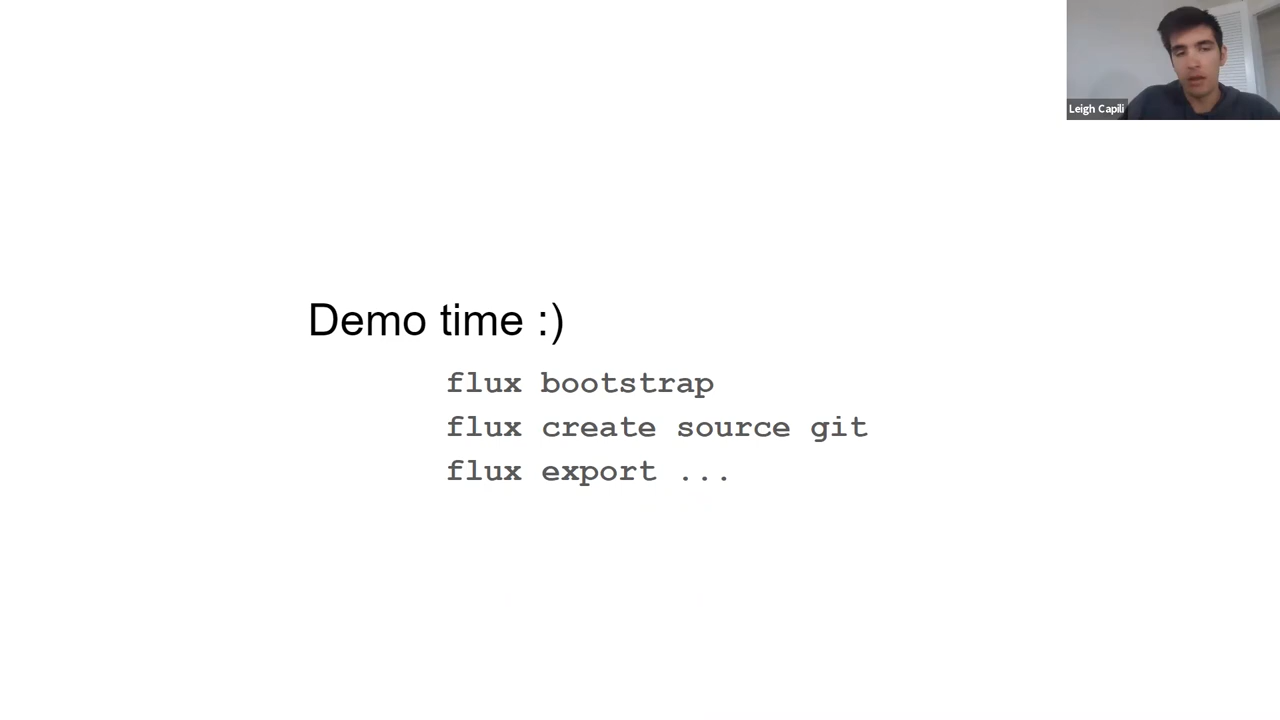 Leigh Capili
Demo time :)
flux bootstrap
flux create source git
flux export ...